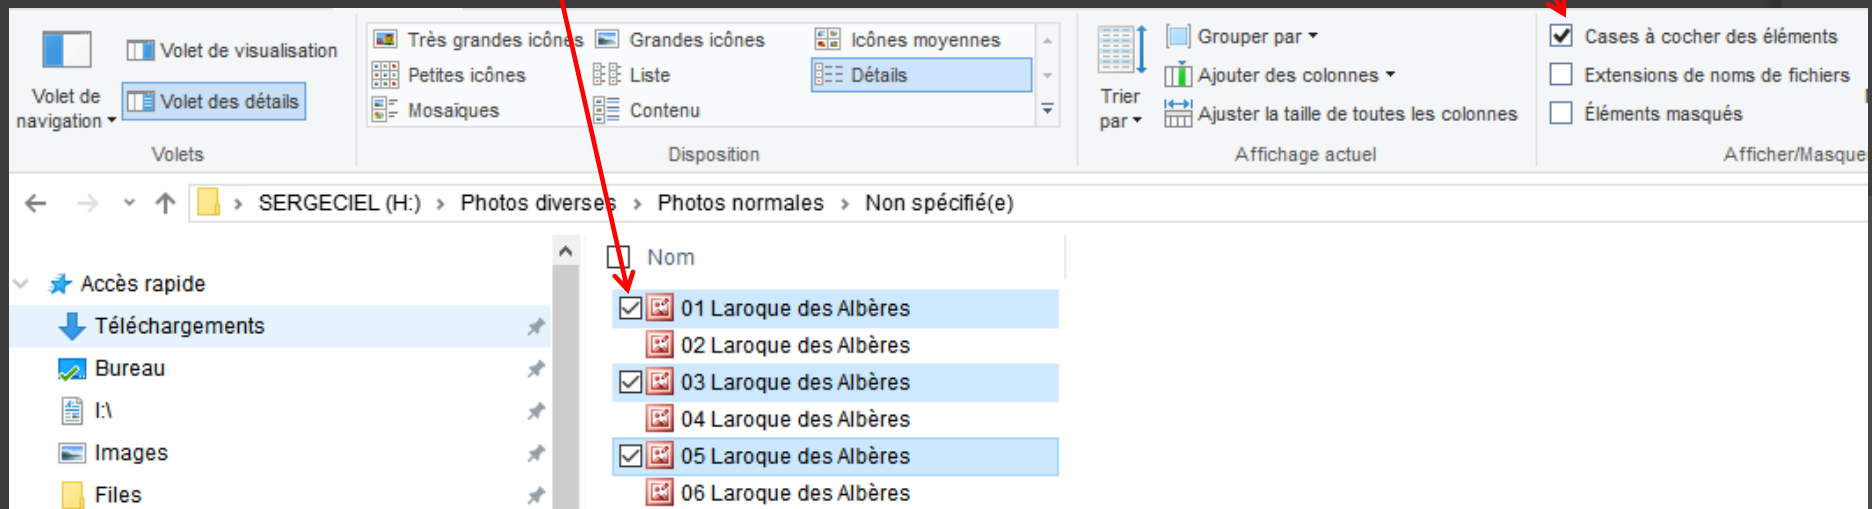 Volet de navigation
Volet de visualisation
Volet des détails
Volets
Très grandes icônes
Grandes icônes
Icônes moyennes
Petites icônes
Liste
Détails
Mosaïques
Contenu
Disposition
Trier par
Grouper par
Ajouter des colonnes
Ajuster la taille de toutes les colonnes
Affichage actuel
Cases à cocher des éléments
Extensions de noms de fichiers
Éléments masqués
Afficher/Masque
SERGECIEL (H:) › Photos diverses › Photos normales › Non spécifié(e)
Accès rapide
Téléchargements
Bureau
I:\
Images
Files
Nom
01 Laroque des Albères
02 Laroque des Albères
03 Laroque des Albères
04 Laroque des Albères
05 Laroque des Albères
06 Laroque des Albères